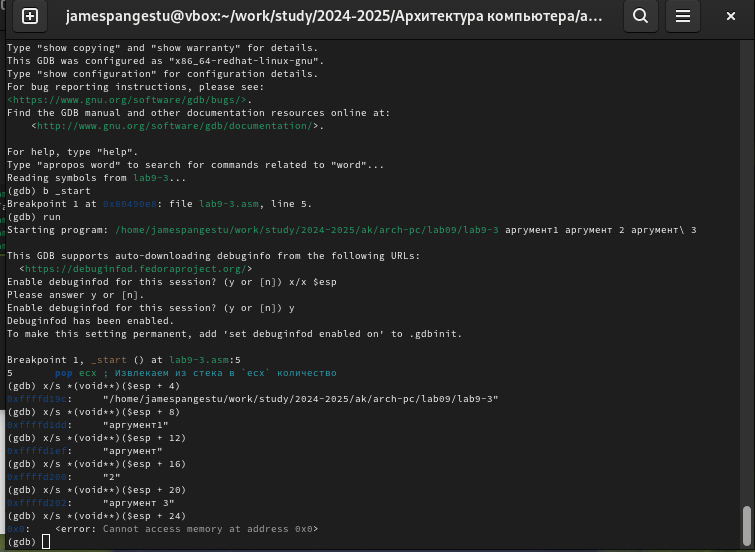 jamespangestu@vbox:~/work/study/2024-2025/Архитектура компьютера/a...
Type "show copying" and "show warranty" for details.
This GDB was configured as "x86_64-redhat-linux-gnu".
Type "show configuration" for configuration details.
For bug reporting instructions, please see:
<https://www.gnu.org/software/gdb/bugs/>.
Find the GDB manual and other documentation resources online at:
<http://www.gnu.org/software/gdb/documentation/>.
For help, type "help".
Type "apropos word" to search for commands related to "word"...
Reading symbols from lab9-3...
(gdb) b _start
Breakpoint 1 at 0x80490e8: file lab9-3.asm, line 5.
(gdb) run
Starting program: /home/jamespangestu/work/study/2024-2025/ak/arch-pc/lab09/lab9-3 аргумент1 аргумент 2 аргумент\ 3
This GDB supports auto-downloading debuginfo from the following URLs:
<https://debuginfod.fedoraproject.org/>
Enable debuginfod for this session? (y or [n]) x/x $esp
Please answer y or [n].
Enable debuginfod for this session? (y or [n]) y
Debuginfod has been enabled.
To make this setting permanent, add 'set debuginfod enabled on' to .gdbinit.
Breakpoint 1, _start () at lab9-3.asm:5
5 pop ecx ; Извлекаем из стека в `ecx` количество
(gdb) x/s *(void**)($esp + 4)
0xffffd19c: "/home/jamespangestu/work/study/2024-2025/ak/arch-pc/lab09/lab9-3"
(gdb) x/s *(void**)($esp + 8)
0xffffd1dd: "аргумент1"
(gdb) x/s *(void**)($esp + 12)
0xffffd1ef: "аргумент"
(gdb) x/s *(void**)($esp + 16)
0xffffd200: "2"
(gdb) x/s *(void**)($esp + 20)
0xffffd202: "аргумент 3"
(gdb) x/s *(void**)($esp + 24)
0x0: <error: Cannot access memory at address 0x0>
(gdb)